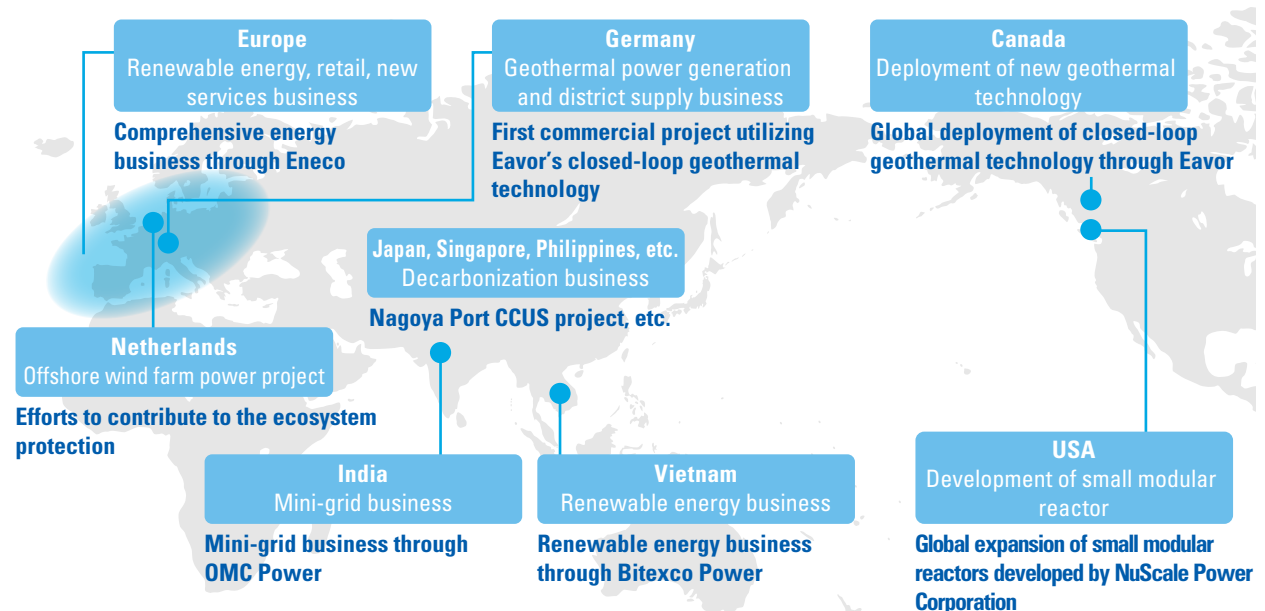 Europe
Renewable energy, retail, new
services business
Comprehensive energy
business through Eneco
Germany
Geothermal power generation
and district supply business
First commercial project utilizing
Eavor’s closed-loop geothermal
technology
Canada
Deployment of new geothermal
technology
Global deployment of closed-loop
geothermal technology through Eavor
Japan, Singapore, Philippines, etc.
Decarbonization business
Nagoya Port CCUS project, etc.
Netherlands
Offshore wind farm power project
Efforts to contribute to the ecosystem
protection
India
Mini-grid business
Mini-grid business through
OMC Power
Vietnam
Renewable energy business
Renewable energy business
through Bitexco Power
USA
Development of small modular
reactor
Global expansion of small modular
reactors developed by NuScale Power
Corporation